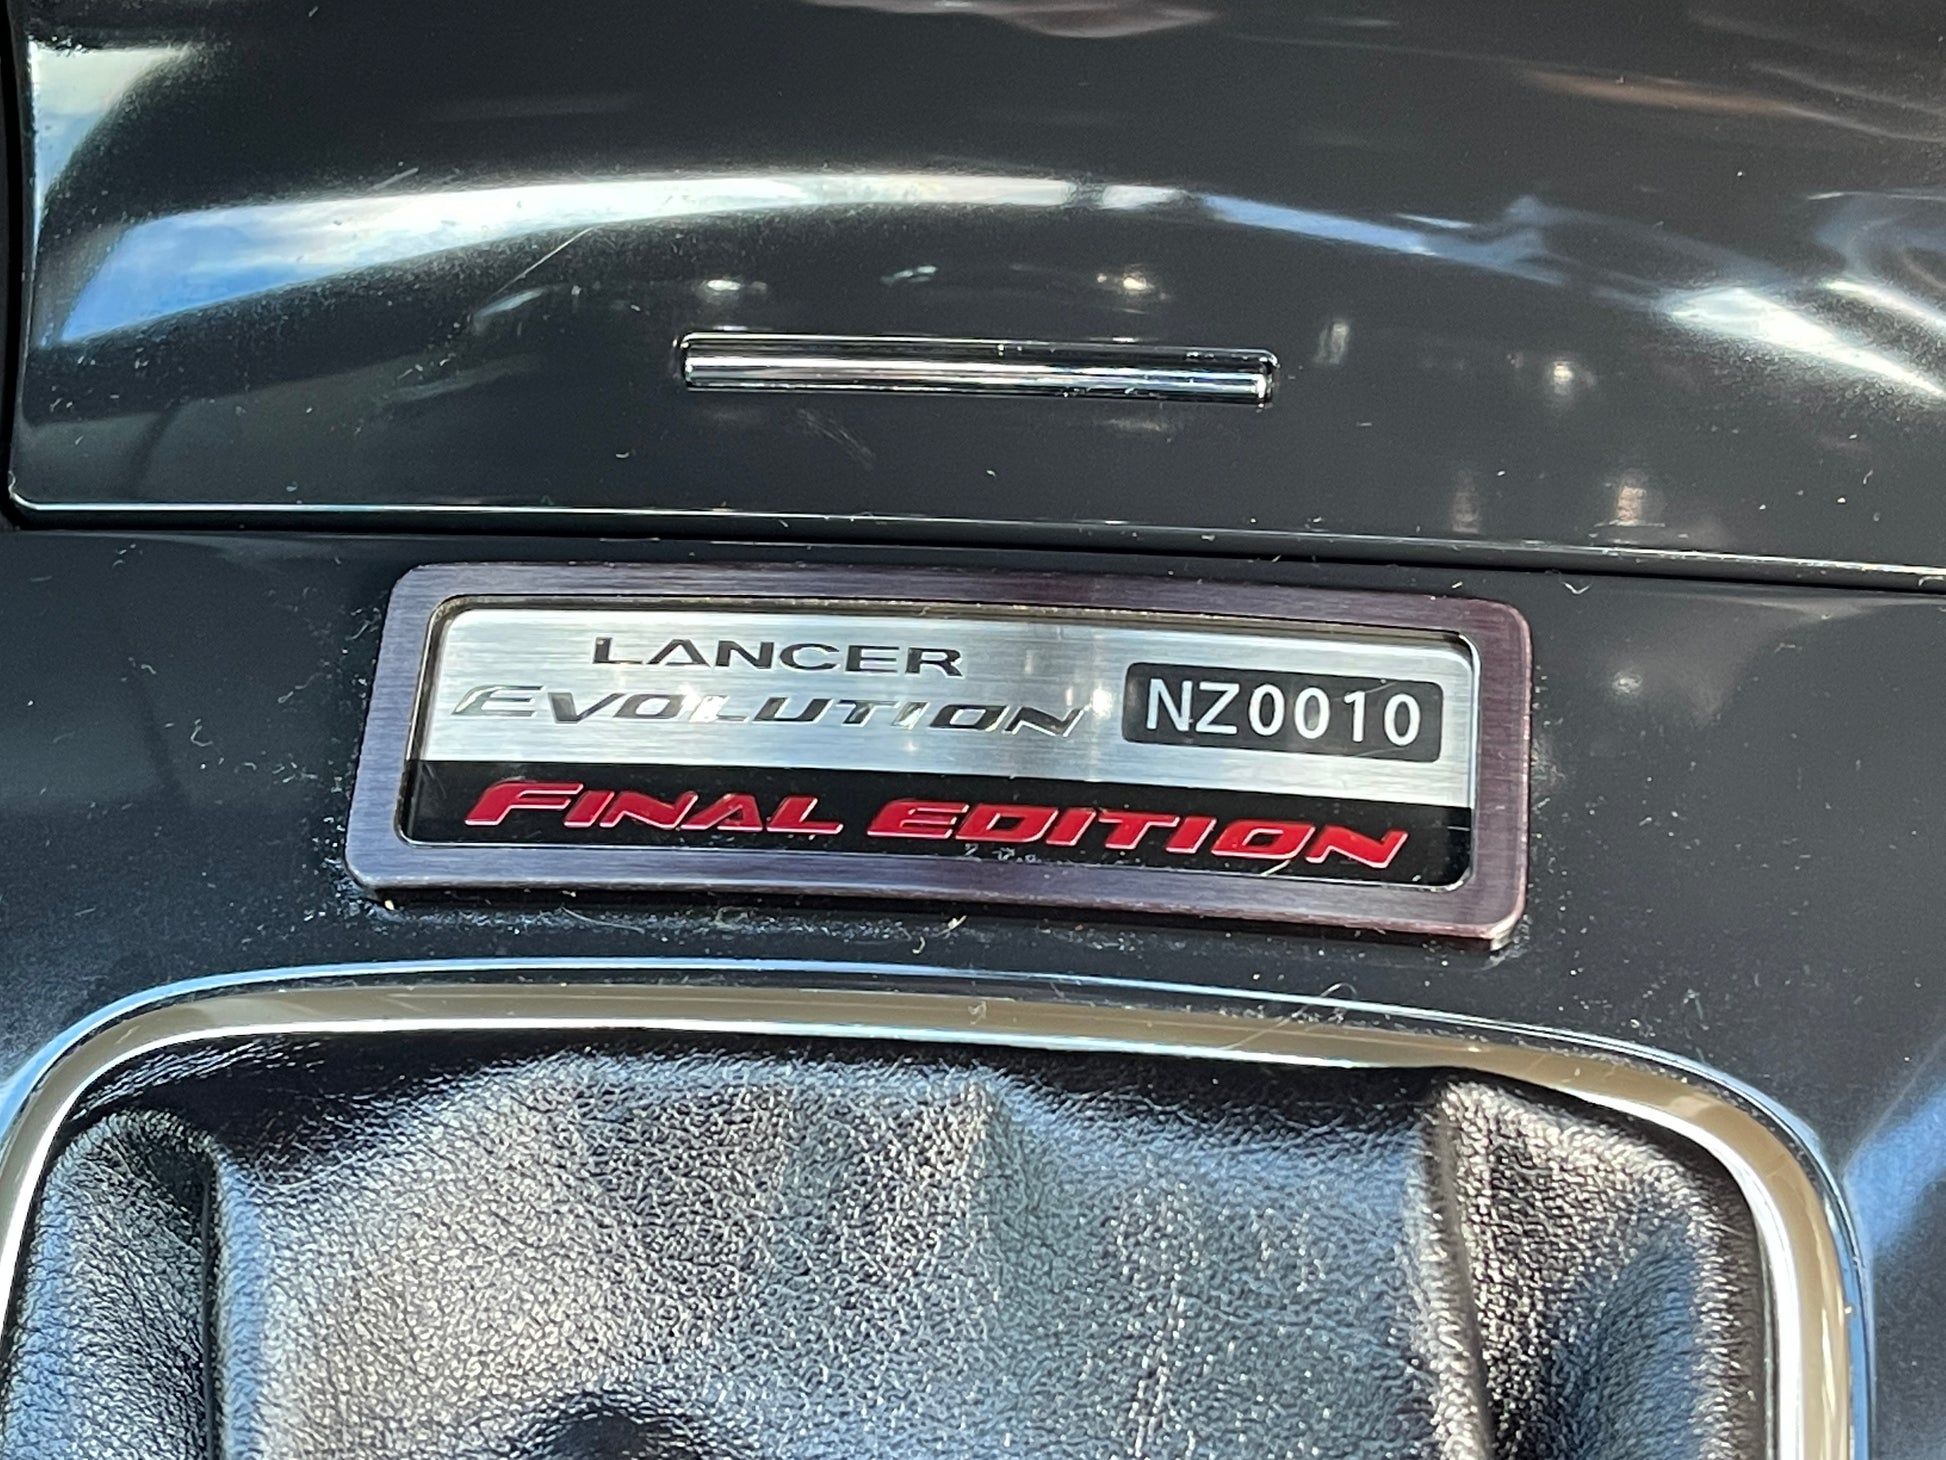 LANCER
EVOLUTION
NZ0010
FINAL EDITION